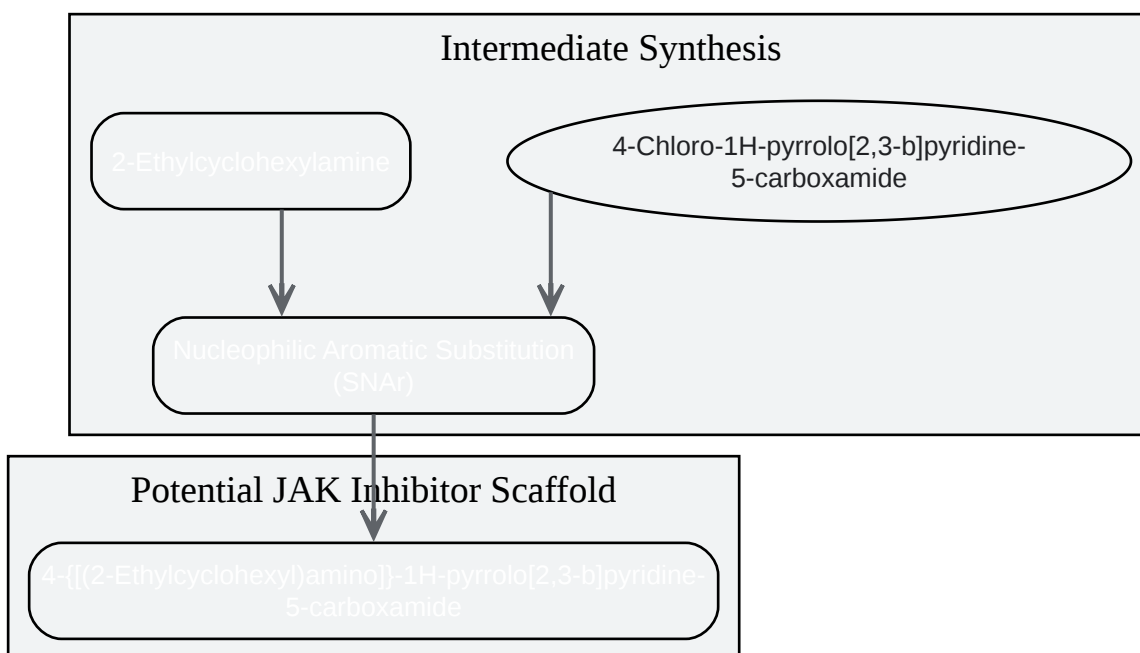 Intermediate Synthesis
2-Ethylcyclohexylamine
4-Chloro-1H-pyrrolo[2,3-b]pyridine-
5-carboxamide
Nucleophilic Aromatic Substitution
(SNAr)
Potential JAK Inhibitor Scaffold
4-{[(2-Ethylcyclohexyl)amino]}-1H-pyrrolo[2,3-b]pyridine-
5-carboxamide